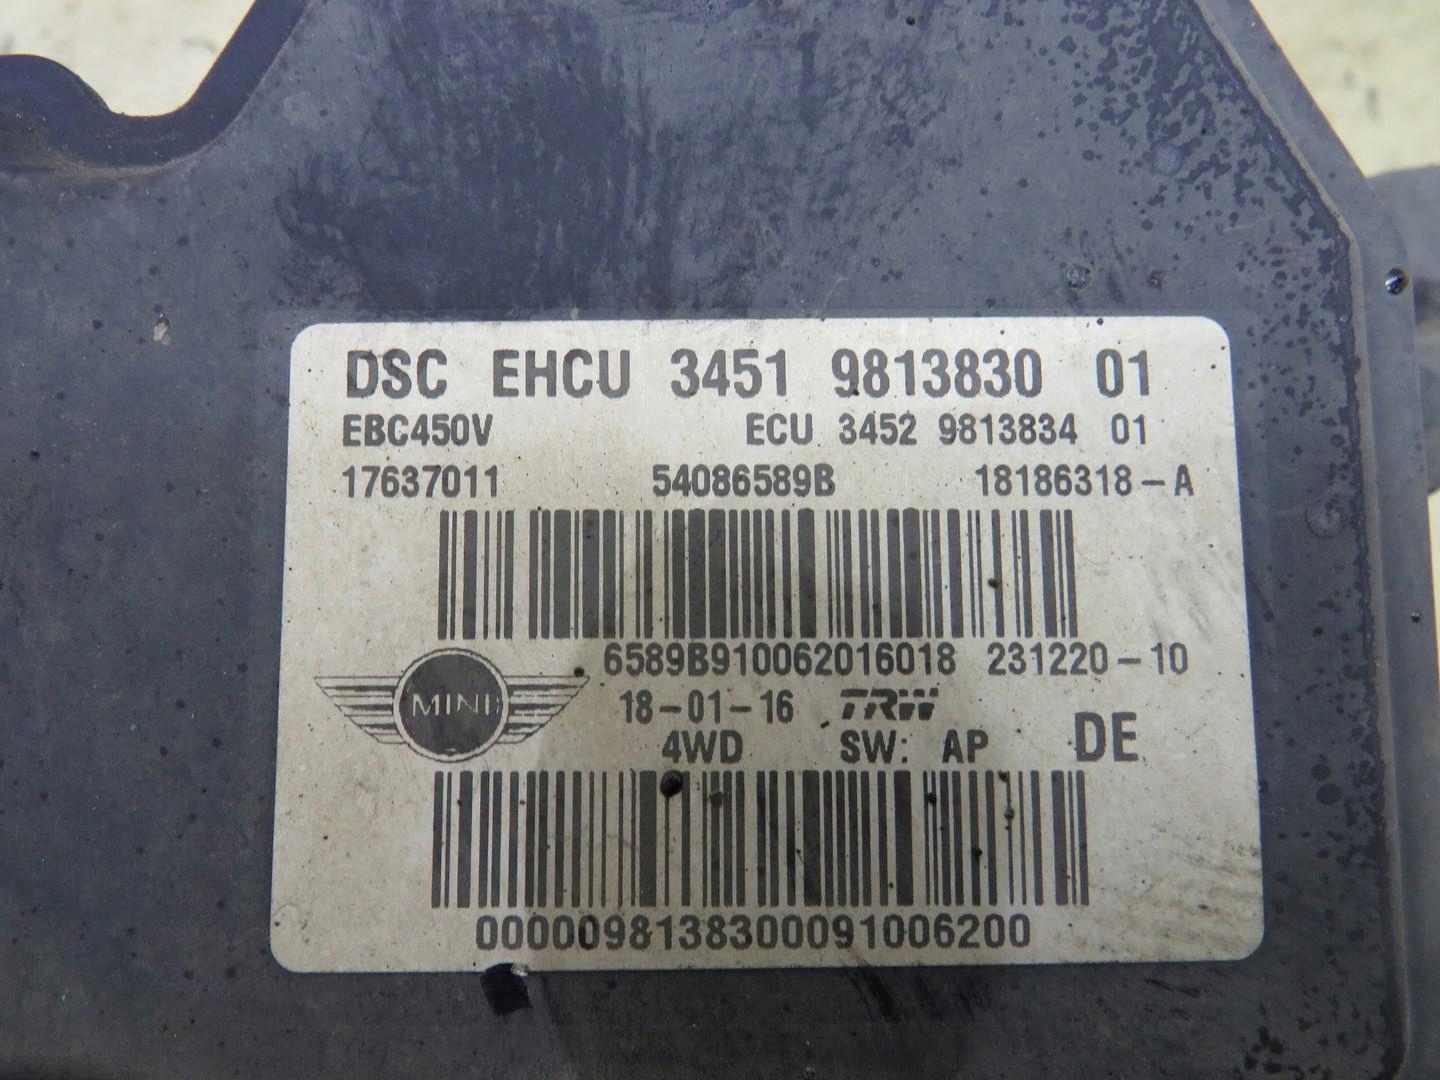 DSC EHCU 3451 9813830 01
EBC450V ECU 3452 9813834 01
17637011 54086589B 18186318-A
6589B910062016018 231220-10
MINI
18-01-16 TRW
4WD SW: AP DE
0000098138300091006200